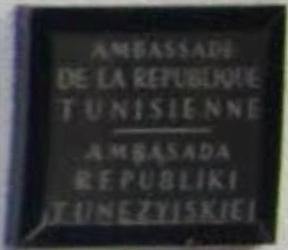 AMBASSADE
DE LA REPUBLIQUE
TUNISIENNE
AMBASADA
REPUBLIKI
TUNEZYJSKIEJ